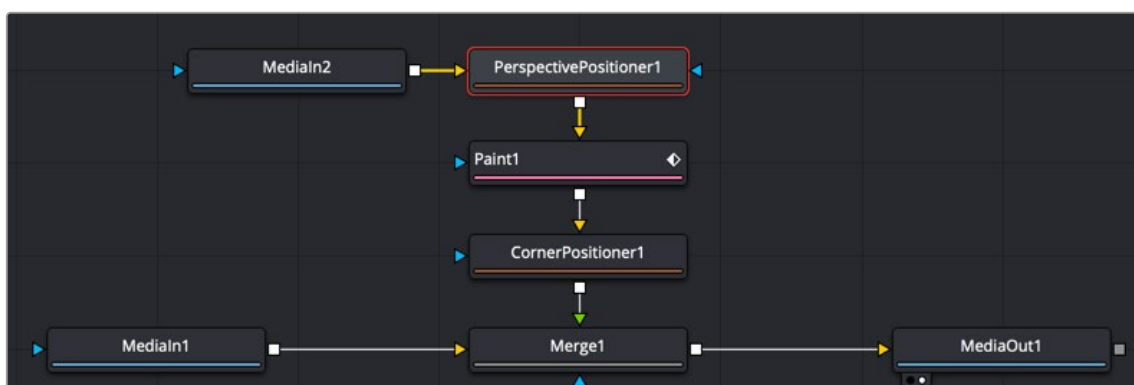 MediaIn2
PerspectivePositioner1
Paint1
CornerPositioner1
MediaIn1
Merge1
MediaOut1